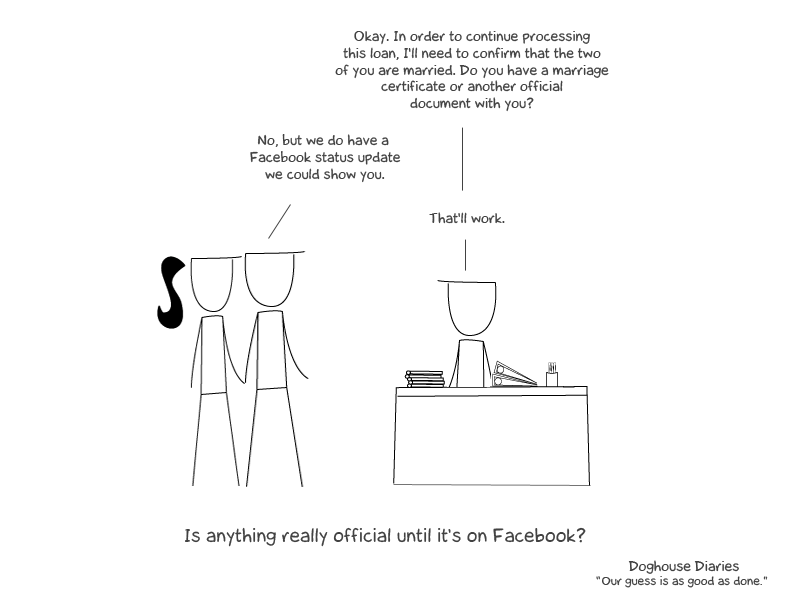 Okay. In order to continue processing
this loan, I'll need to confirm that the two
of you are married. Do you have a marriage
certificate or another official
document with you?
No, but we do have a
Facebook status update
we could show you.
That'll work.
Is anything really official until it's on Facebook?
Doghouse Diaries
"Our guess is as good as done."